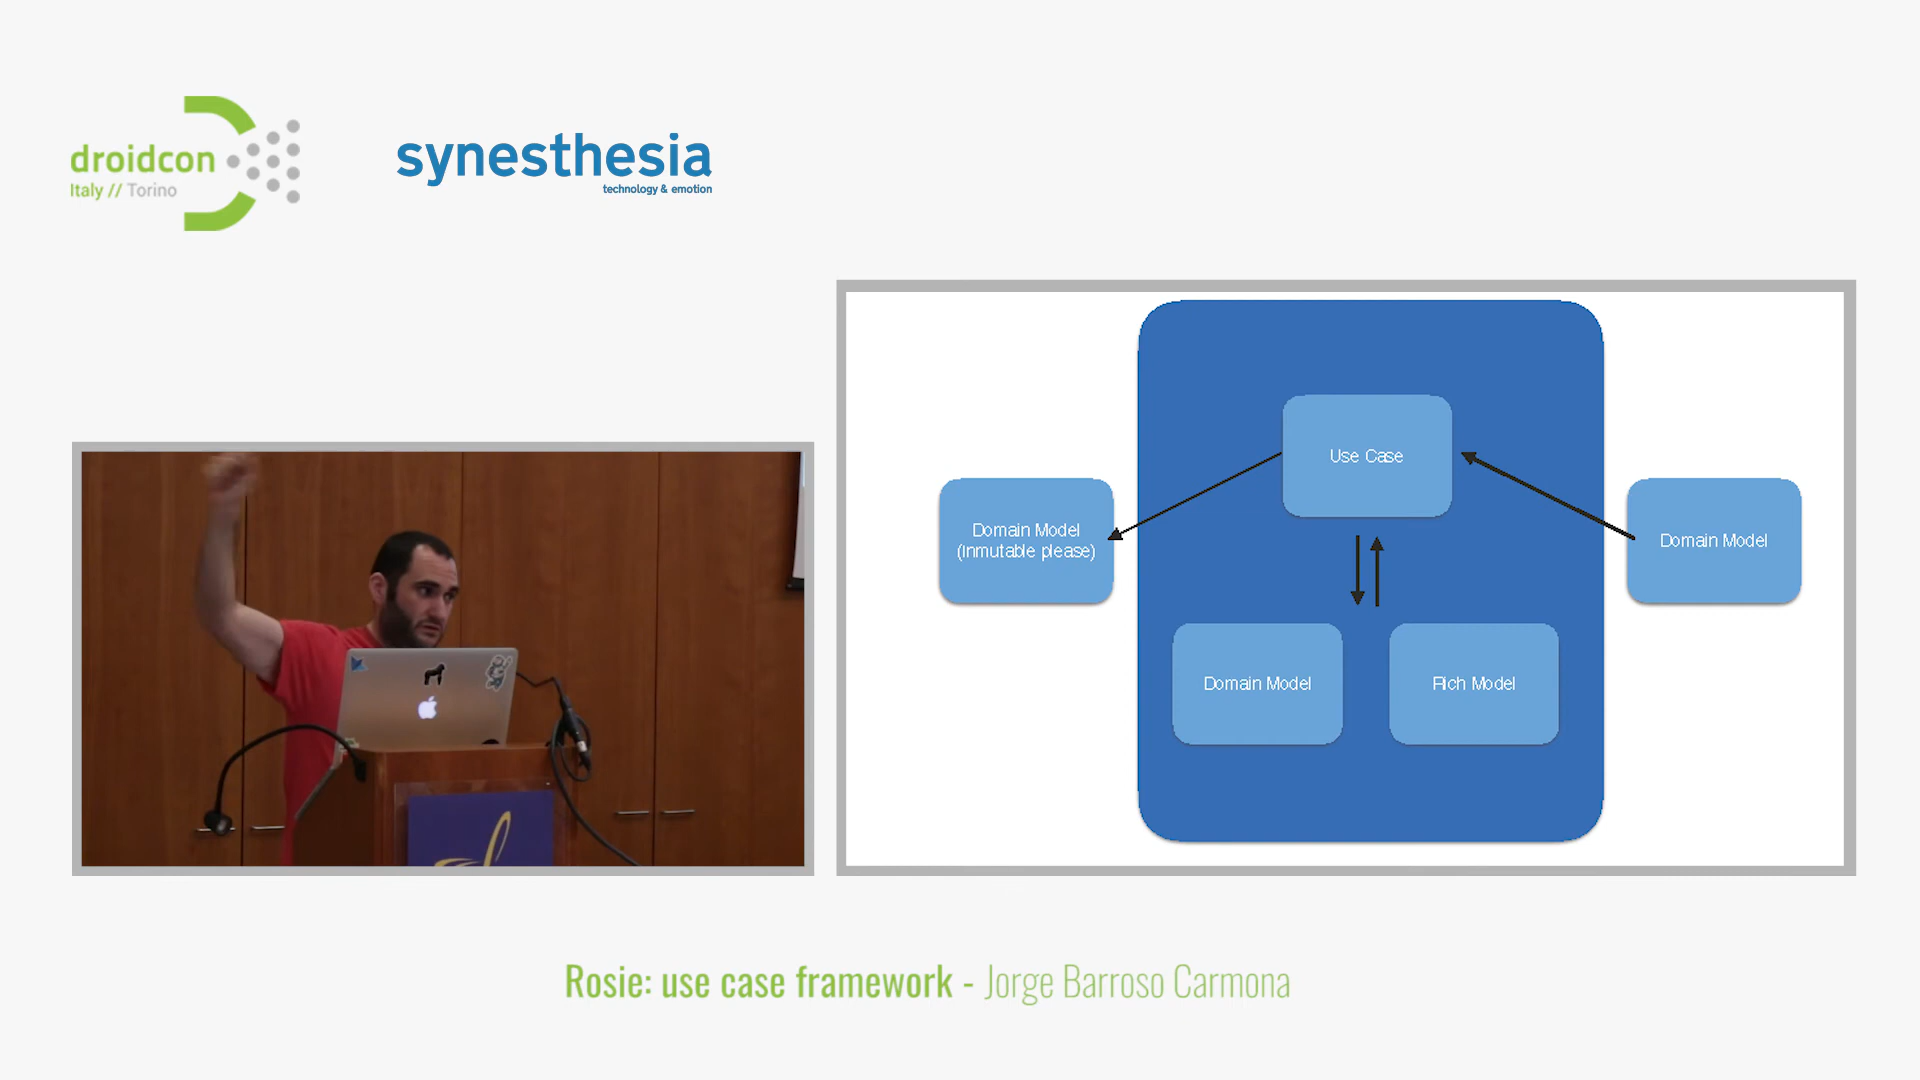 droidcon
Italy // Torino
synesthesia
technology & emotion
Use Case
Domain Model
(inmutable please)
Domain Model
Domain Model
Rich Model
Rosie: use case framework - Jorge Barroso Carmona